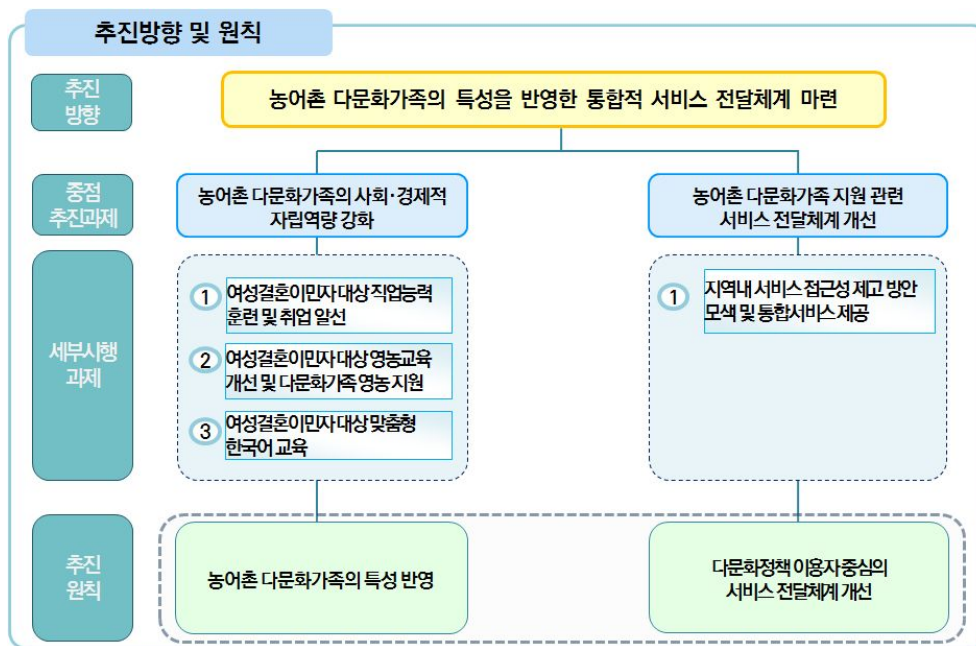 추진방향 및 원칙
추진
방향
농어촌 다문화가족의 특성을 반영한 통합적 서비스 전달체계 마련
중점
추진과제
농어촌 다문화가족의 사회·경제적
자립역량 강화
농어촌 다문화가족 지원 관련
서비스 전달체계 개선
세부시행
과제
1 여성결혼이민자 대상 직업능력
훈련 및 취업 알선
2 여성결혼이민자 대상 영농교육
개선 및 다문화가족 영농 지원
3 여성결혼이민자 대상 맞춤형
한국어 교육
1 지역내 서비스 접근성 제고 방안
모색 및 통합서비스 제공
추진
원칙
농어촌 다문화가족의 특성 반영
다문화정책 이용자 중심의
서비스 전달체계 개선